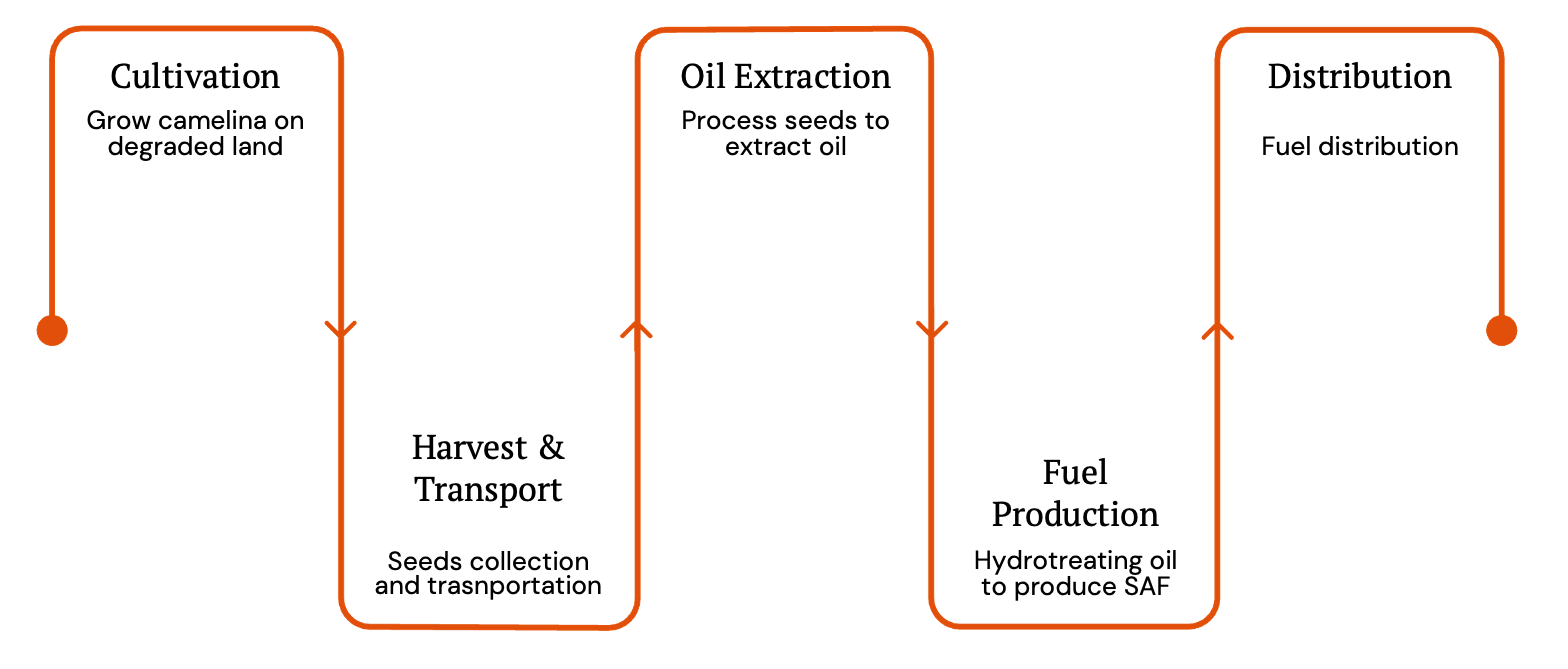 Cultivation
Grow camelina on
degraded land
Harvest &
Transport
Seeds collection
and trasnportation
Oil Extraction
Process seeds to
extract oil
Fuel
Production
Hydrotreating oil
to produce SAF
Distribution
Fuel distribution